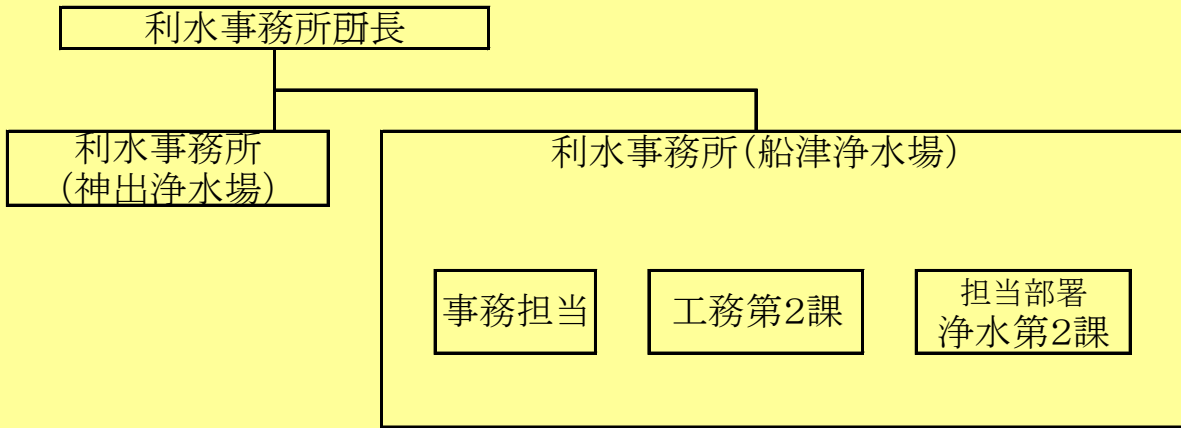 利水事務所所長
利水事務所
(神出浄水場)
利水事務所(船津浄水場)
事務担当
工務第2課
担当部署
浄水第2課